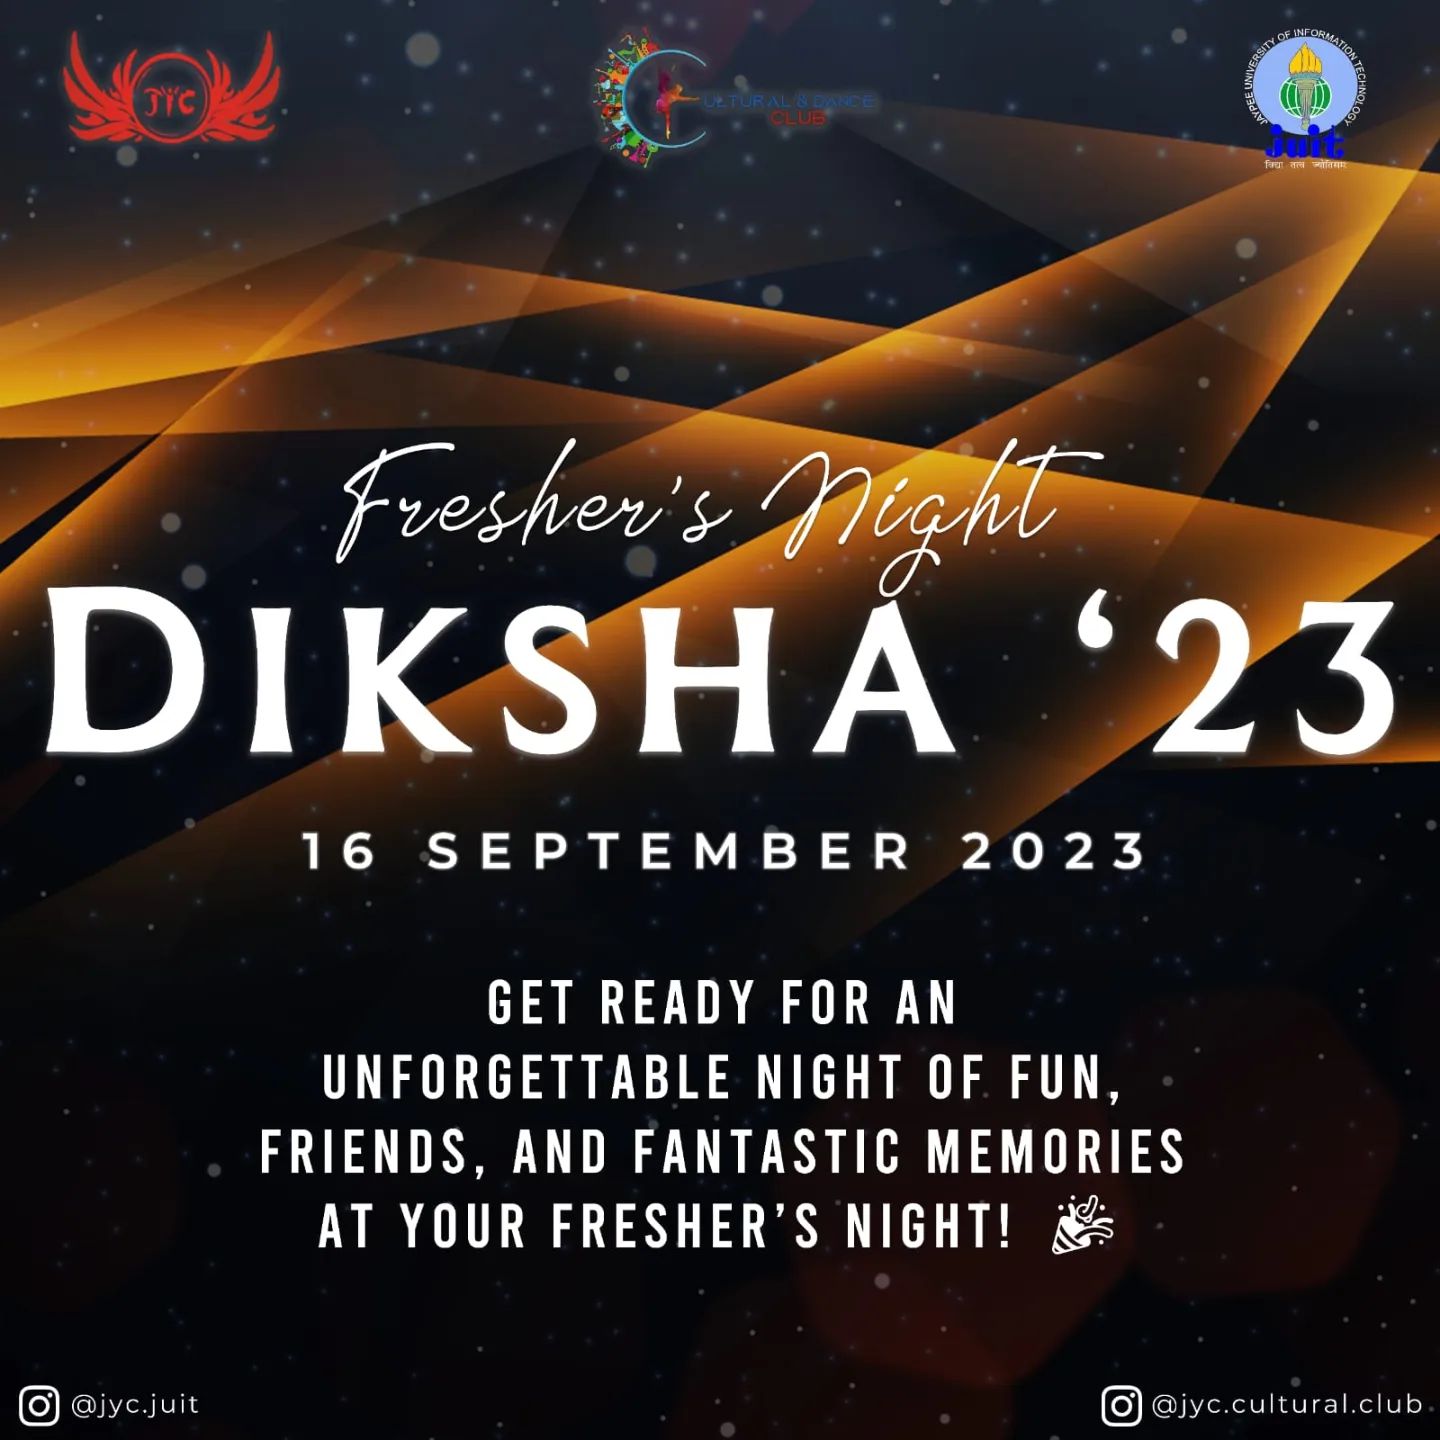 JYC
CULTURAL & DANCE
CLUB
JAYPEE UNIVERSITY OF INFORMATION TECHNOLOGY
juit
विद्या तत्व ज्योतिसमः
Fresher's Night
DIKSHA ‘23
16 SEPTEMBER 2023
GET READY FOR AN
UNFORGETTABLE NIGHT OF FUN,
FRIENDS, AND FANTASTIC MEMORIES
AT YOUR FRESHER'S NIGHT!
@jyc.juit
@jyc.cultural.club